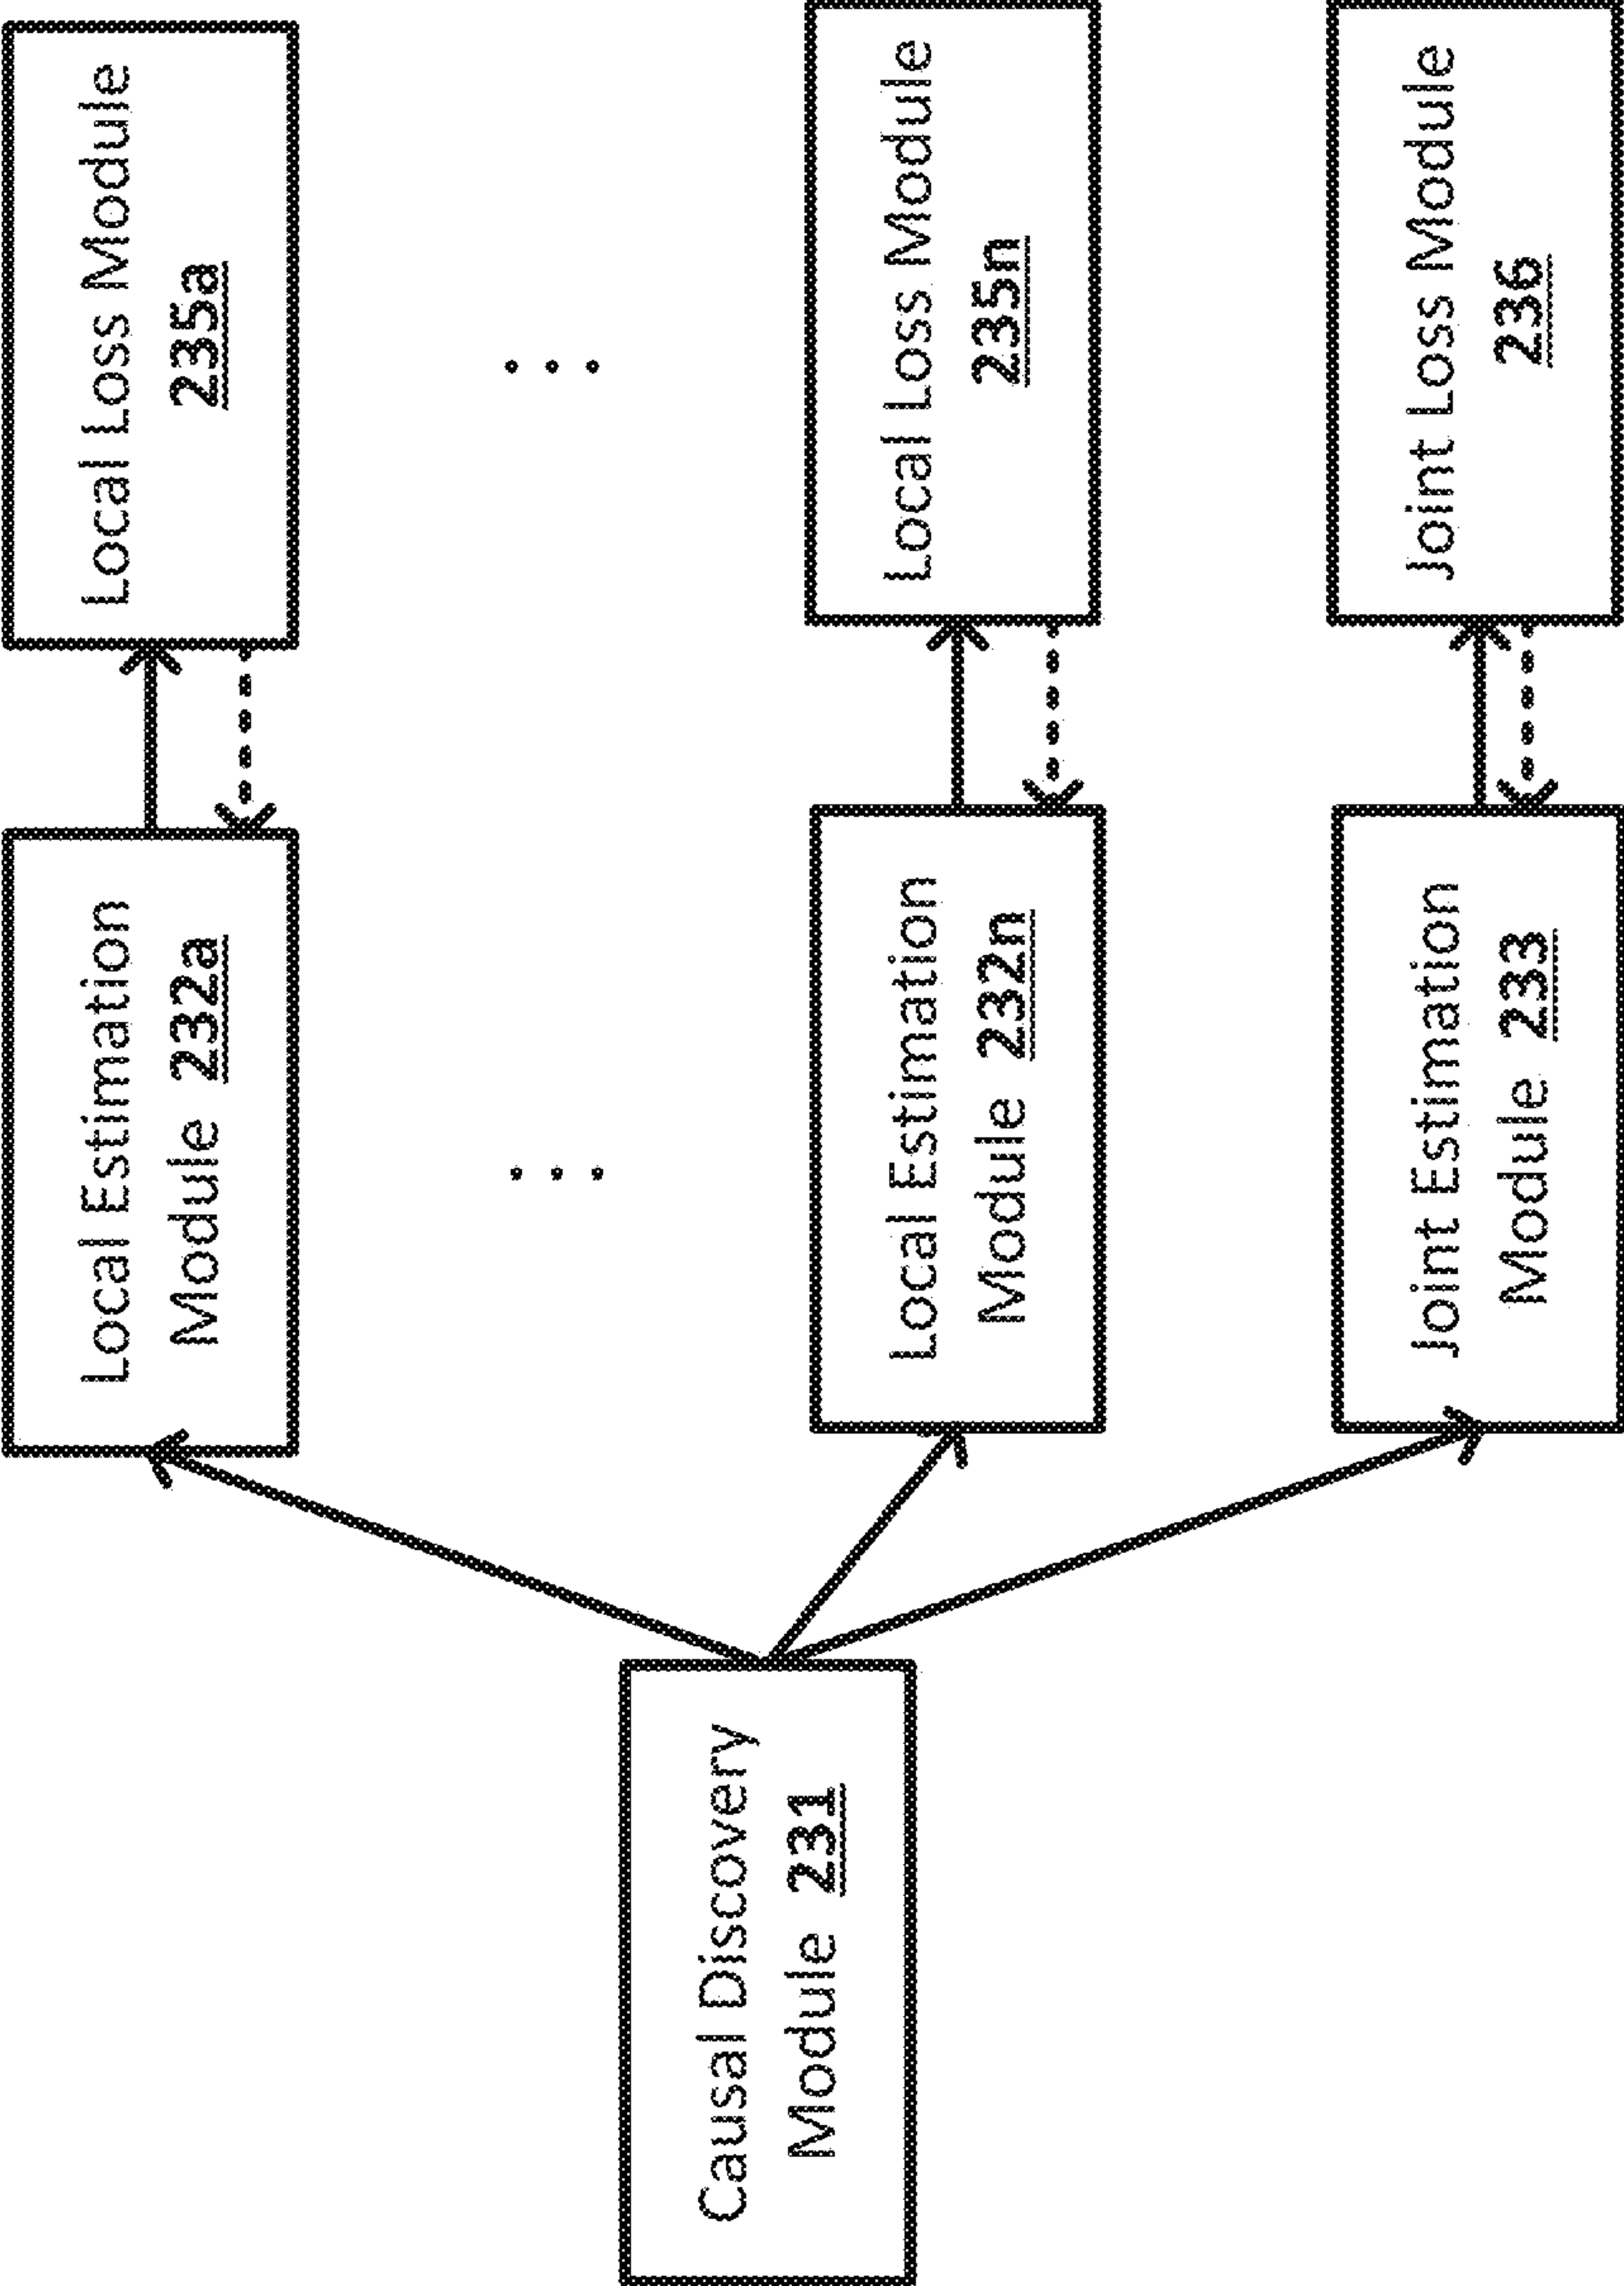 Causal Discovery
Module 231
Local Estimation
Module 232a
...
Local Estimation
Module 232n
Joint Estimation
Module 233
Local Loss Module
235a
...
Local Loss Module
235n
Joint Loss Module
236